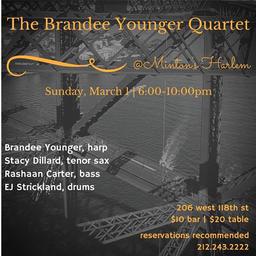 The Brandee Younger Quartet
@Minton's Harlem
Sunday, March 1 | 6:00-10:00pm
Brandee Younger, harp
Stacy Dillard, tenor sax
Rashaan Carter, bass
EJ Strickland, drums
206 west 118th st
$10 bar | $20 table
reservations recommended
212.243.2222